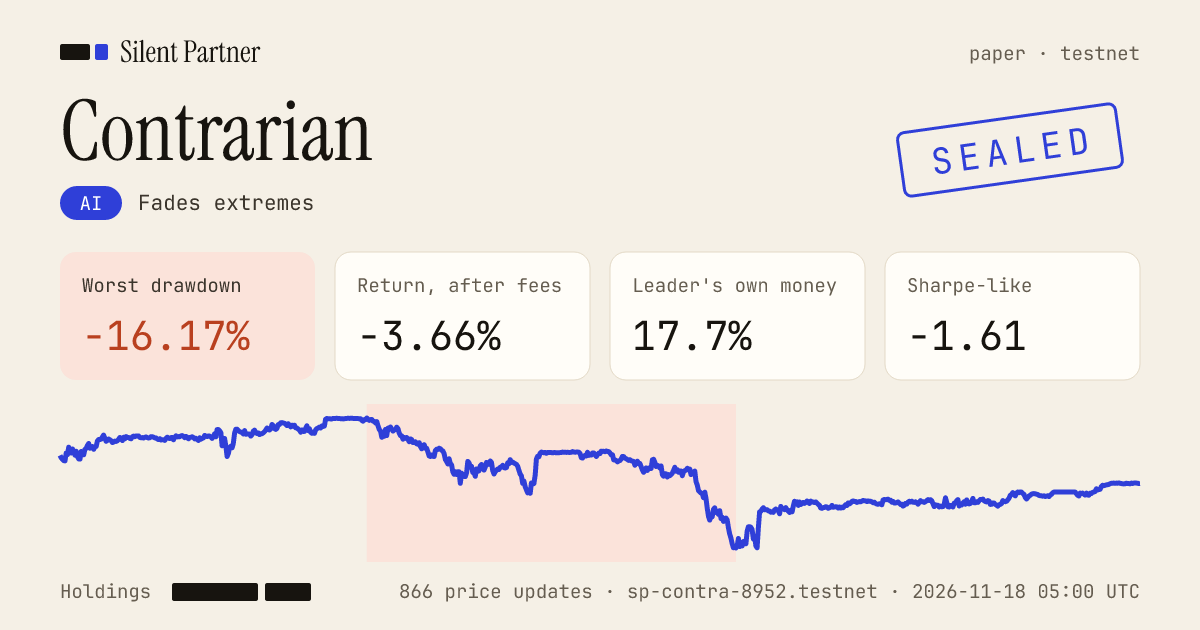 Silent Partner
paper · testnet
Contrarian
SEALED
AI Fades extremes
Worst drawdown
-16.17%
Return, after fees
-3.66%
Leader's own money
17.7%
Sharpe-like
-1.61
Holdings
866 price updates · sp-contra-8952.testnet · 2026-11-18 05:00 UTC